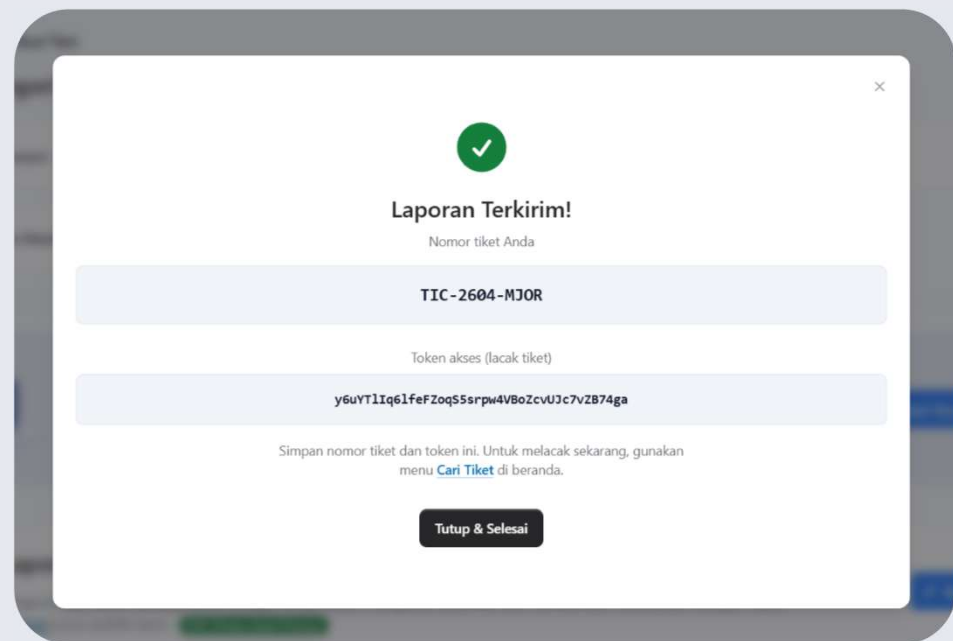 Laporan Terkirim!
Nomor tiket Anda
TIC-2604-MJOR
Token akses (lacak tiket)
y6uYTlIq6lfeFZoqS5srpw4VBoZcvUJc7vZB74ga
Simpan nomor tiket dan token ini. Untuk melacak sekarang, gunakan
menu Cari Tiket di beranda.
Tutup & Selesai